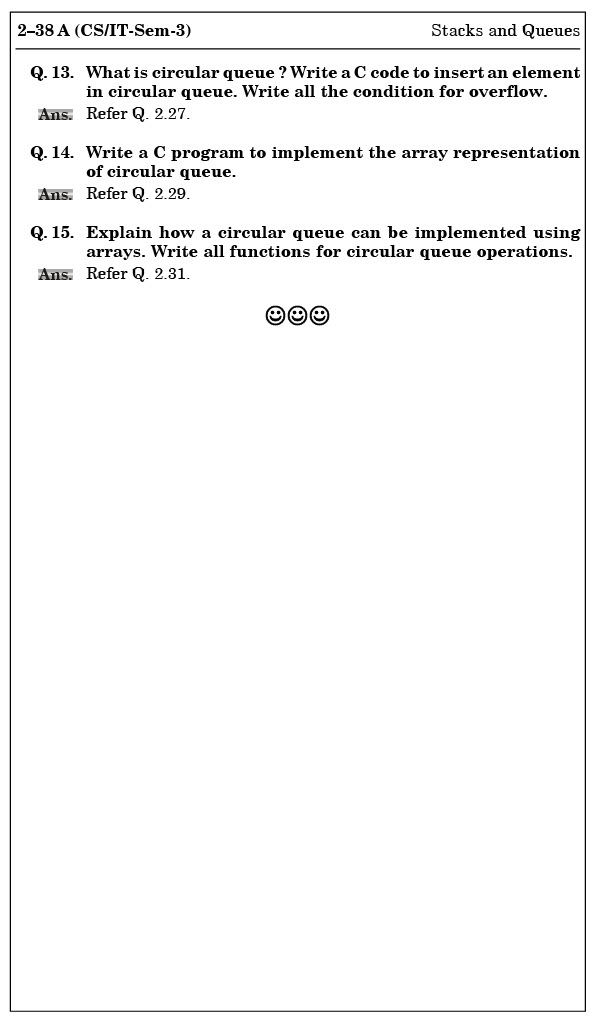 2–38 A (CS/IT-Sem-3) Stacks and Queues
Q. 13. What is circular queue ? Write a C code to insert an element
in circular queue. Write all the condition for overflow.
Ans. Refer Q. 2.27.
Q. 14. Write a C program to implement the array representation
of circular queue.
Ans. Refer Q. 2.29.
Q. 15. Explain how a circular queue can be implemented using
arrays. Write all functions for circular queue operations.
Ans. Refer Q. 2.31.
☺☺☺